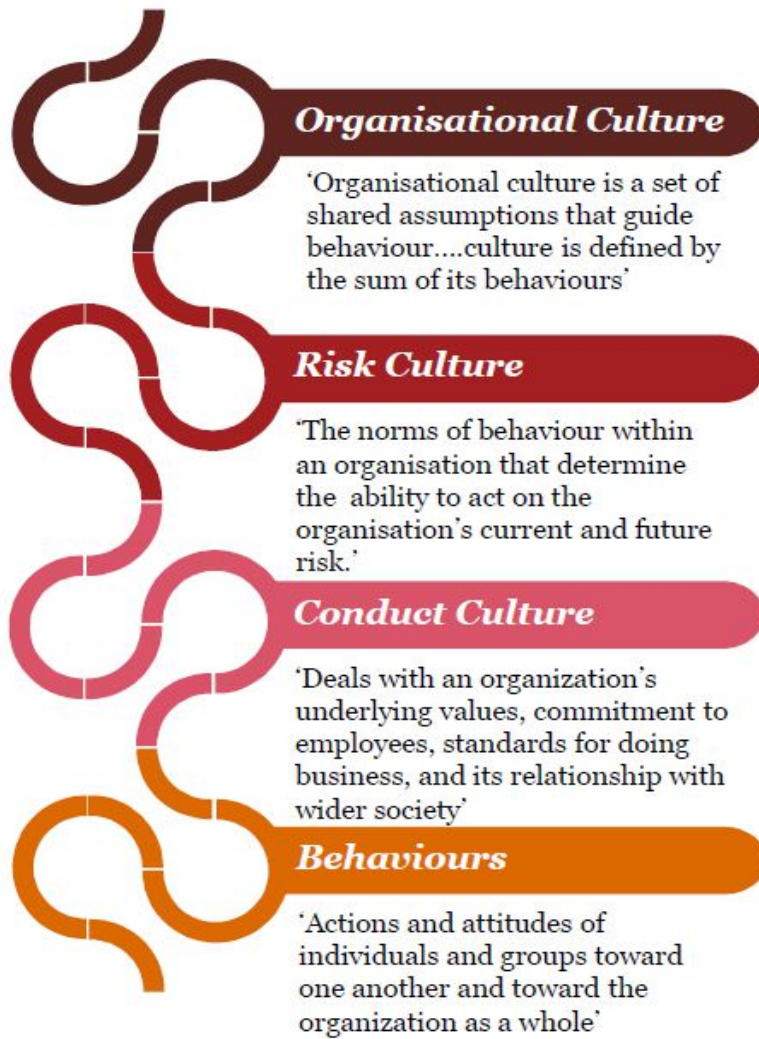 Organisational Culture
‘Organisational culture is a set of
shared assumptions that guide
behaviour....culture is defined by
the sum of its behaviours’
Risk Culture
‘The norms of behaviour within
an organisation that determine
the ability to act on the
organisation’s current and future
risk.’
Conduct Culture
‘Deals with an organization’s
underlying values, commitment to
employees, standards for doing
business, and its relationship with
wider society’
Behaviours
‘Actions and attitudes of
individuals and groups toward
one another and toward the
organization as a whole’